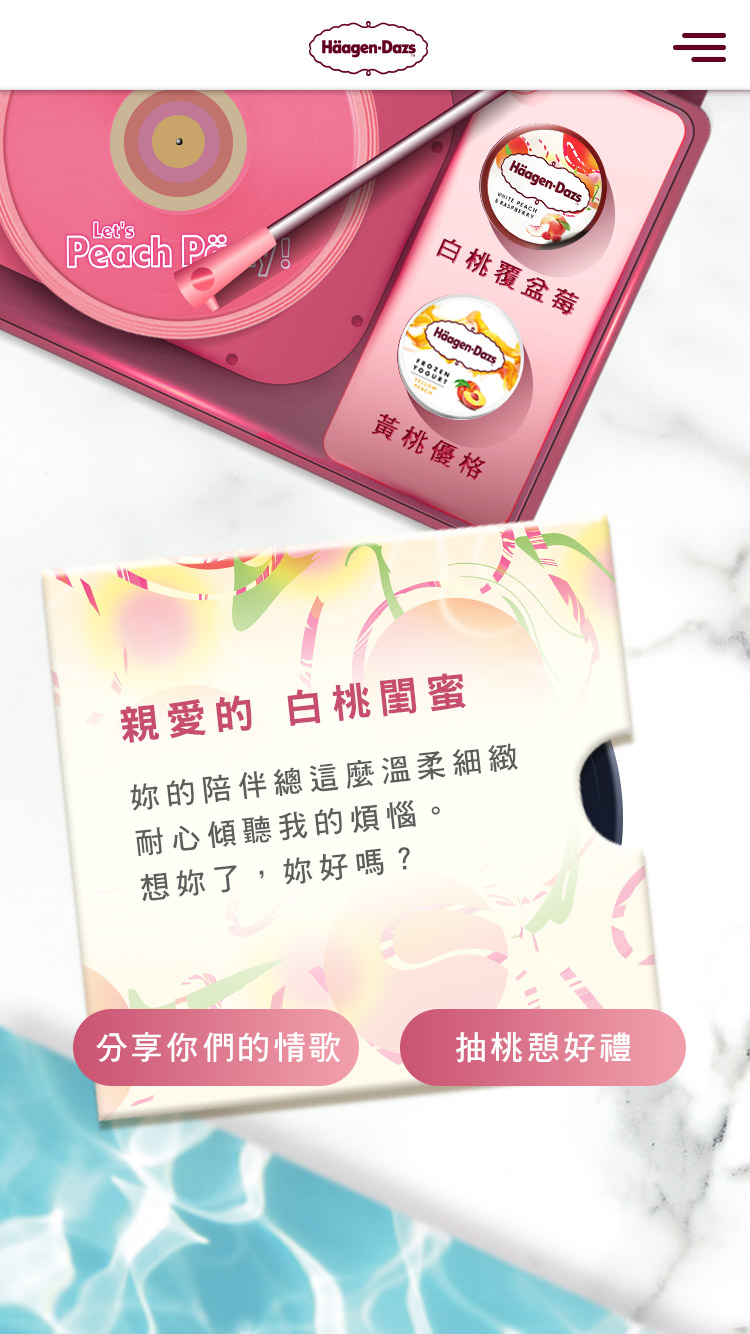 Häagen-Dazs
Let's
Peach Pä
!
Häagen-Dazs
WHITE PEACH
& RASPBERRY
白桃覆盆莓
Häagen-Dazs
FROZEN
YOGURT
YELLOW
PEACH
黃桃優格
親愛的 白桃閨蜜
妳的陪伴總這麼溫柔細緻
耐心傾聽我的煩惱。
想妳了，妳好嗎？
分享你們的情歌
抽桃憩好禮